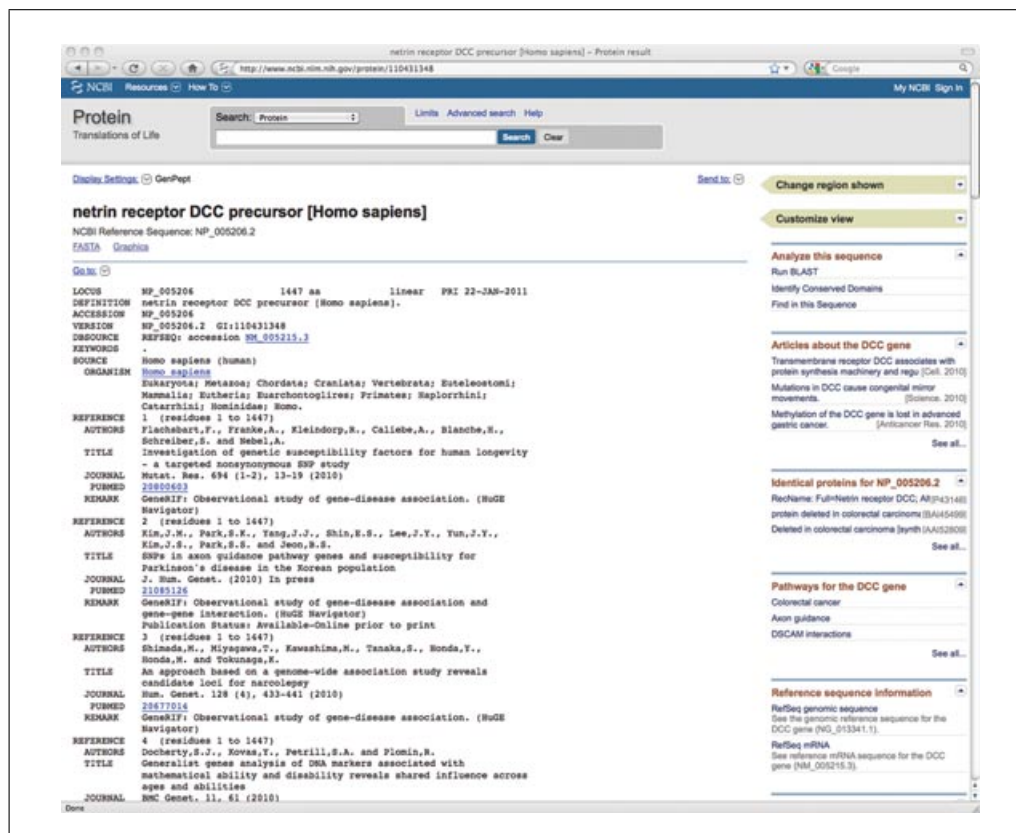 netrin receptor DCC precursor [Homo sapiens] - Protein result
http://www.ncbi.nlm.nih.gov/protein/110431348
Google
NCBI Resources How To
My NCBI Sign In
Protein
Translations of Life
Search: Protein
Limits Advanced search Help
Search Clear
Display Settings: GenPept
Send to:
netrin receptor DCC precursor [Homo sapiens]
NCBI Reference Sequence: NP_005206.2
FASTA Graphics
Go to:
LOCUS NP_005206 1447 aa linear PRI 22-JAN-2011
DEFINITION netrin receptor DCC precursor [Homo sapiens].
ACCESSION NP_005206
VERSION NP_005206.2 GI:110431348
DBSOURCE REFSEQ: accession NM_005215.3
KEYWORDS .
SOURCE Homo sapiens (human)
ORGANISM Homo sapiens
Eukaryota; Metazoa; Chordata; Craniata; Vertebrata; Euteleostomi;
Mammalia; Eutheria; Euarchontoglires; Primates; Haplorrhini;
Catarrhini; Hominidae; Homo.
REFERENCE 1 (residues 1 to 1447)
AUTHORS Flachsbart,F., Franke,A., Kleindorp,R., Caliebe,A., Blanche,H.,
Schreiber,S. and Nebel,A.
TITLE Investigation of genetic susceptibility factors for human longevity
- a targeted nonsynonymous SNP study
JOURNAL Mutat. Res. 694 (1-2), 13-19 (2010)
PUBMED 20800603
REMARK GeneRIF: Observational study of gene-disease association. (HuGE
Navigator)
REFERENCE 2 (residues 1 to 1447)
AUTHORS Kim,J.M., Park,S.K., Yang,J.J., Shin,E.S., Lee,J.Y., Yun,J.Y.,
Kim,J.S., Park,S.S. and Jeon,B.S.
TITLE SNPs in axon guidance pathway genes and susceptibility for
Parkinson's disease in the Korean population
JOURNAL J. Hum. Genet. (2010) In press
PUBMED 21085126
REMARK GeneRIF: Observational study of gene-disease association and
gene-gene interaction. (HuGE Navigator)
Publication Status: Available-Online prior to print
REFERENCE 3 (residues 1 to 1447)
AUTHORS Shimada,M., Miyagawa,T., Kawashima,M., Tanaka,S., Honda,Y.,
Honda,M. and Tokunaga,K.
TITLE An approach based on a genome-wide association study reveals
candidate loci for narcolepsy
JOURNAL Hum. Genet. 128 (4), 433-441 (2010)
PUBMED 20677014
REMARK GeneRIF: Observational study of gene-disease association. (HuGE
Navigator)
REFERENCE 4 (residues 1 to 1447)
AUTHORS Docherty,S.J., Kovas,Y., Petrill,S.A. and Plomin,R.
TITLE Generalist genes analysis of DNA markers associated with
mathematical ability and disability reveals shared influence across
ages and abilities
JOURNAL BMC Genet. 11, 61 (2010)
Done
Change region shown
Customize view
Analyze this sequence
Run BLAST
Identify Conserved Domains
Find in this Sequence
Articles about the DCC gene
Transmembrane receptor DCC associates with
protein synthesis machinery and regu [Cell. 2010]
Mutations in DCC cause congenital mirror
movements. [Science. 2010]
Methylation of the DCC gene is lost in advanced
gastric cancer. [Anticancer Res. 2010]
See all...
Identical proteins for NP_005206.2
RecName: Full=Netrin receptor DCC; Alt[P43146]
protein deleted in colorectal carcinoma [BAI45499]
Deleted in colorectal carcinoma [synth [AAI52809]
See all...
Pathways for the DCC gene
Colorectal cancer
Axon guidance
DSCAM interactions
See all...
Reference sequence information
RefSeq genomic sequence
See the genomic reference sequence for the
DCC gene (NG_013341.1).
RefSeq mRNA
See reference mRNA sequence for the DCC
gene (NM_005215.3).